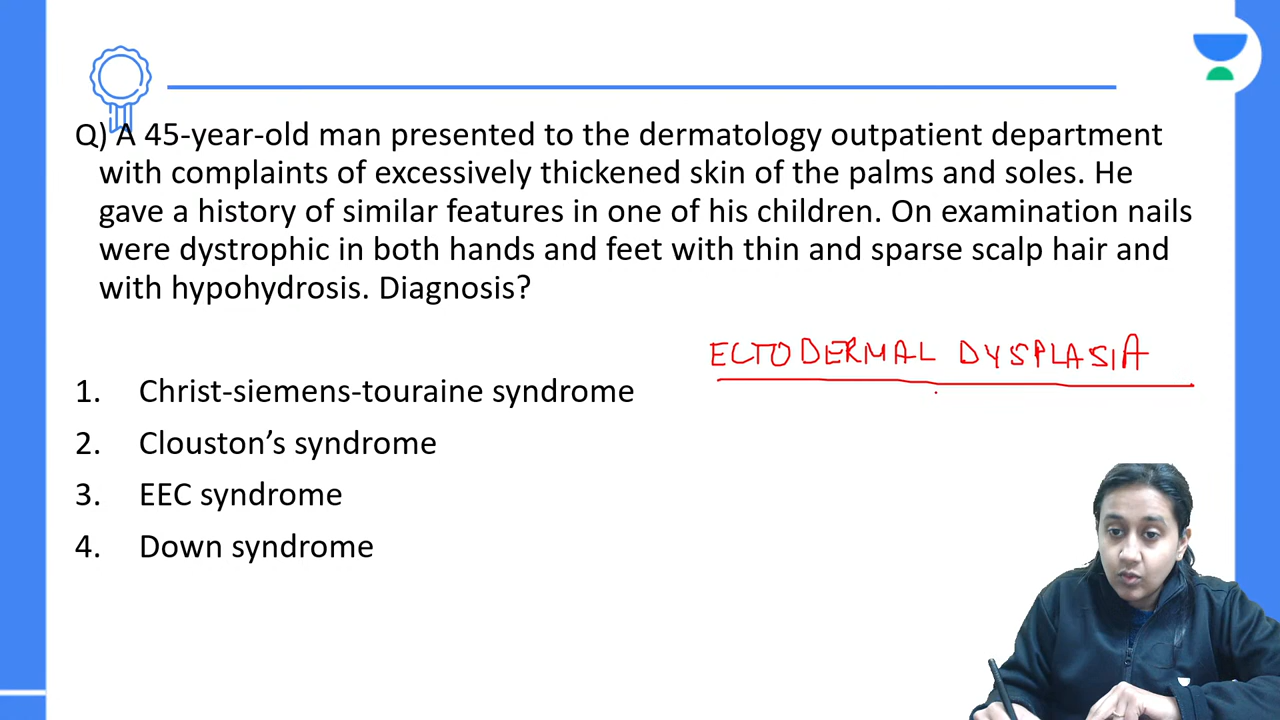 Q) A 45-year-old man presented to the dermatology outpatient department
with complaints of excessively thickened skin of the palms and soles. He
gave a history of similar features in one of his children. On examination nails
were dystrophic in both hands and feet with thin and sparse scalp hair and
with hypohydrosis. Diagnosis?
ECTODERMAL DYSPLASIA
1. Christ-siemens-touraine syndrome
2. Clouston’s syndrome
3. EEC syndrome
4. Down syndrome